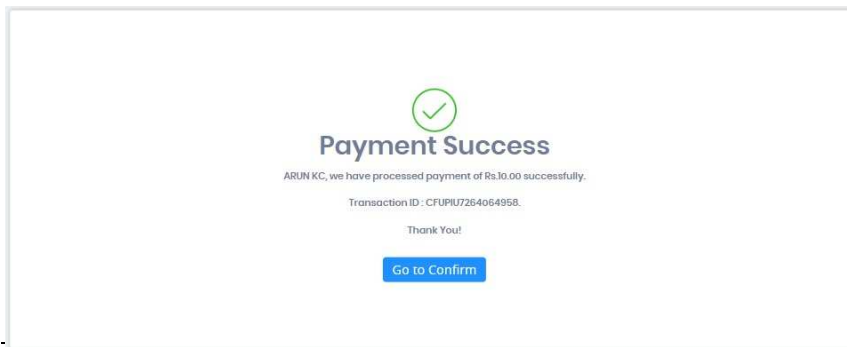 Payment Success
ARUN KC, we have processed payment of Rs.10.00 successfully.
Transaction ID : CFUPIU7264064958.
Thank You!
Go to Confirm
-